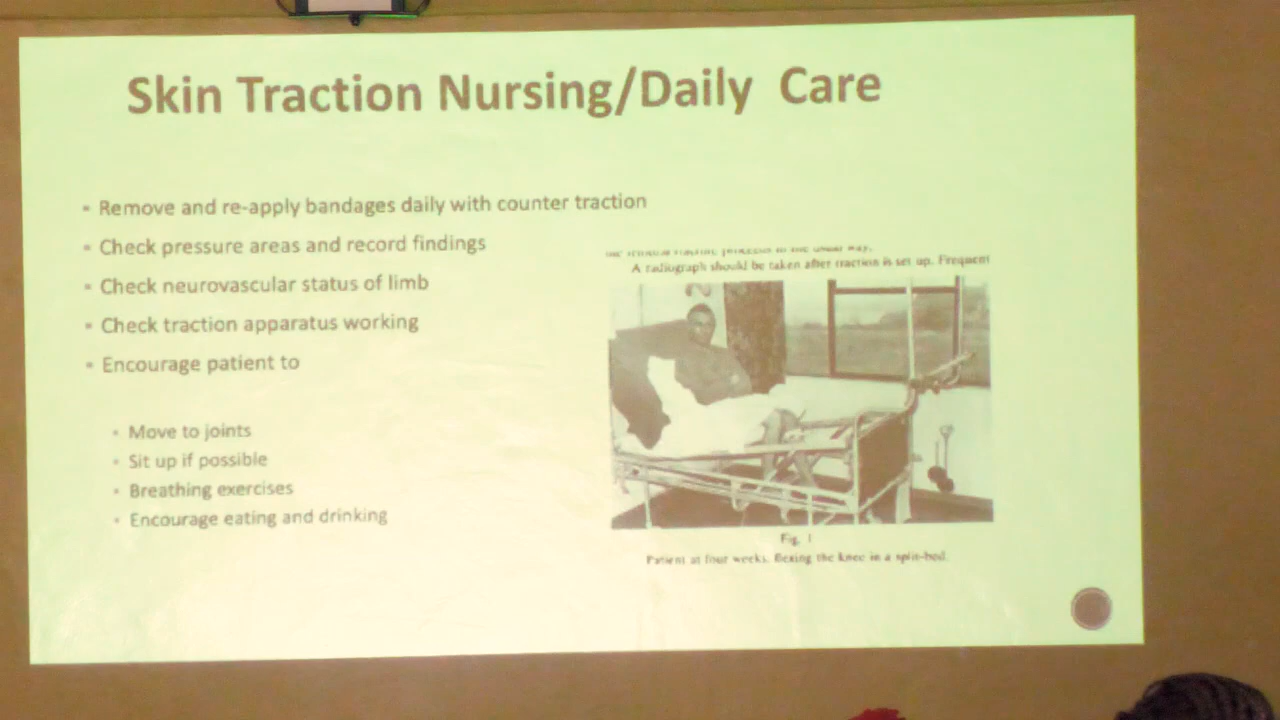 Skin Traction Nursing/Daily Care
Remove and re-apply bandages daily with counter traction
Check pressure areas and record findings
Check neurovascular status of limb
Check traction apparatus working
Encourage patient to
Move to joints
Sit up if possible
Breathing exercises
Encourage eating and drinking
A radiograph should be taken after traction is set up. Frequent
Fig. 1
Patient at four weeks, flexing the knee in a split-bed.